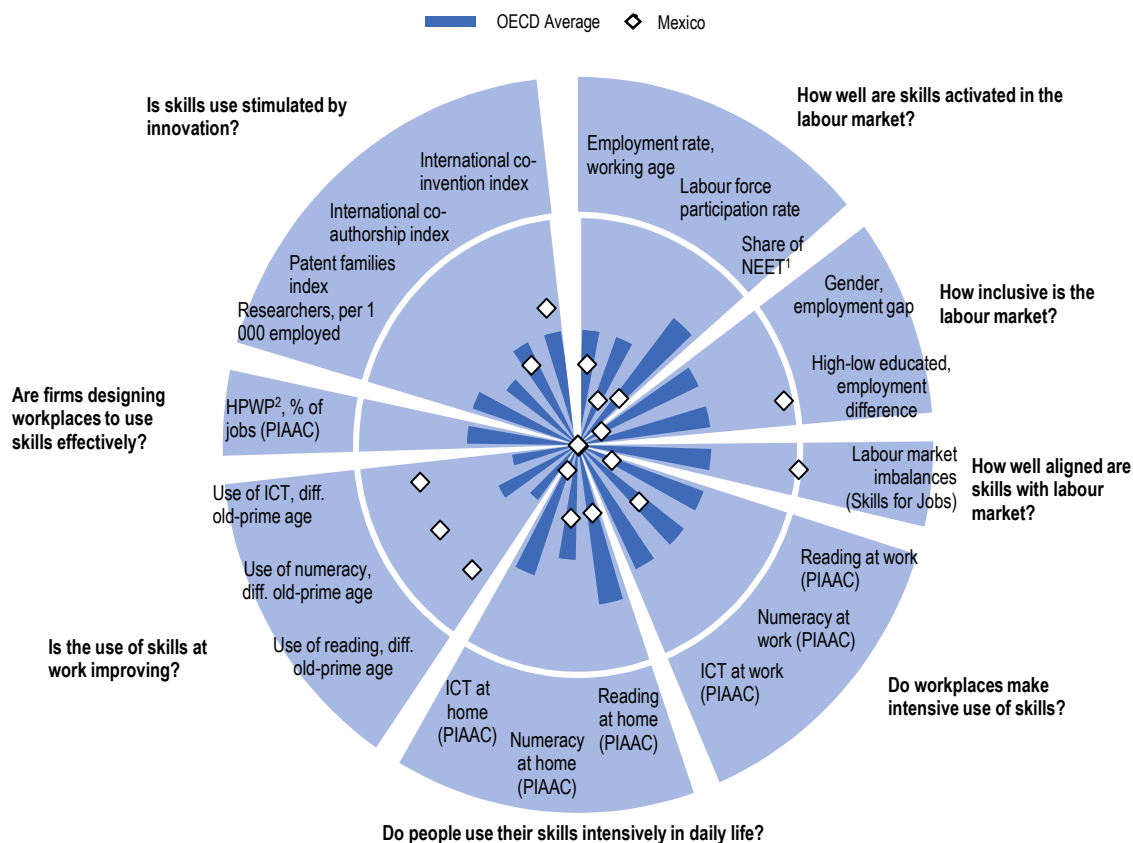 OECD Average
Mexico
Is skills use stimulated by
innovation?
How well are skills activated in the
labour market?
International co-
invention index
International co-
authorship index
Patent families
index
Researchers, per 1
000 employed
Employment rate,
working age
Labour force
participation rate
Share of
NEET¹
Gender,
employment gap
How inclusive is the
labour market?
High-low educated,
employment
difference
Are firms designing
workplaces to use
skills effectively?
HPWP², % of
jobs (PIAAC)
Labour market
imbalances
(Skills for Jobs)
How well aligned are
skills with labour
market?
Use of ICT, diff.
old-prime age
Use of numeracy,
diff. old-prime age
Use of reading, diff.
old-prime age
Is the use of skills at
work improving?
Reading at work
(PIAAC)
Numeracy at
work (PIAAC)
ICT at work
(PIAAC)
Do workplaces make
intensive use of skills?
ICT at
home
(PIAAC)
Numeracy
at home
(PIAAC)
Reading
at home
(PIAAC)
Do people use their skills intensively in daily life?